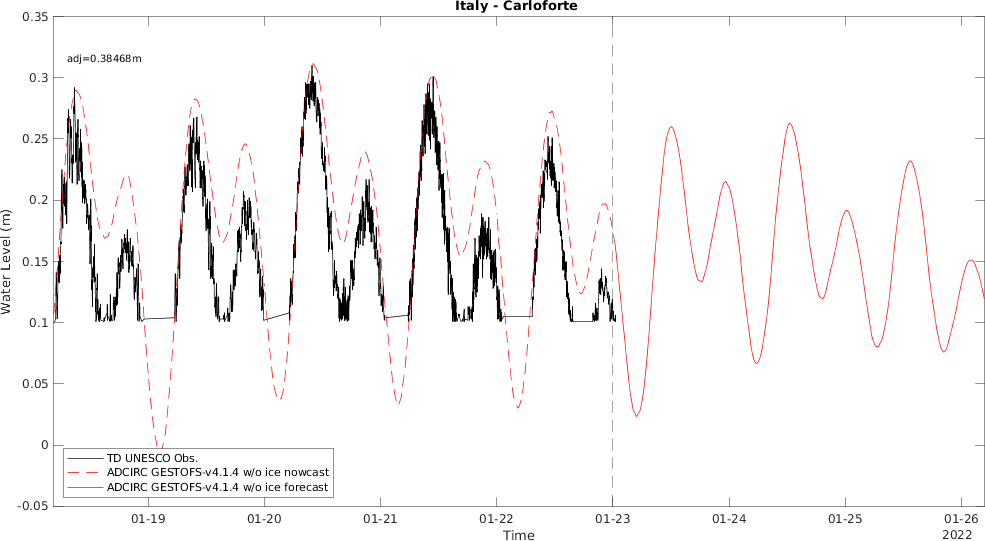 Italy - Carloforte
0.35
0.3
0.25
0.2
0.15
0.1
0.05
0
-0.05
Water Level (m)
adj=0.38468m
TD UNESCO Obs.
ADCIRC GESTOFS-v4.1.4 w/o ice nowcast
ADCIRC GESTOFS-v4.1.4 w/o ice forecast
01-19 01-20 01-21 01-22 01-23 01-24 01-25 01-26
2022
Time